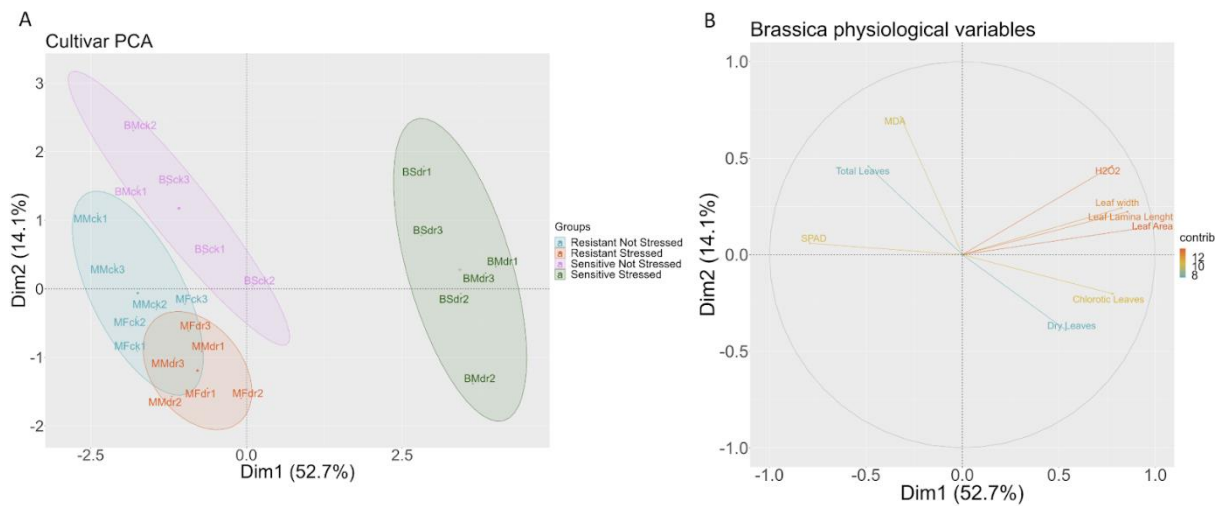 A
Cultivar PCA
Dim2 (14.1%)
3
2
1
0
-1
-2
-2.5
0.0
2.5
Dim1 (52.7%)
BMck2
BSck3
BMck1
MMck1
BSck1
MMck3
BSck2
MMck2
MFck3
MFck2
MFdr3
MFck1
MMdr1
MMdr3
MFdr1
MFdr2
MMdr2
BSdr1
BSdr3
BMdr1
BMdr3
BSdr2
BMdr2
Groups
a Resistant Not Stressed
a Resistant Stressed
a Sensitive Not Stressed
a Sensitive Stressed
B
Brassica physiological variables
Dim2 (14.1%)
1.0
0.5
0.0
-0.5
-1.0
-1.0
-0.5
0.0
0.5
1.0
Dim1 (52.7%)
MDA
Total Leaves
H2O2
Leaf width
Leaf Lamina Lenght
Leaf Area
SPAD
Chlorotic Leaves
Dry Leaves
contrib
12
10
8